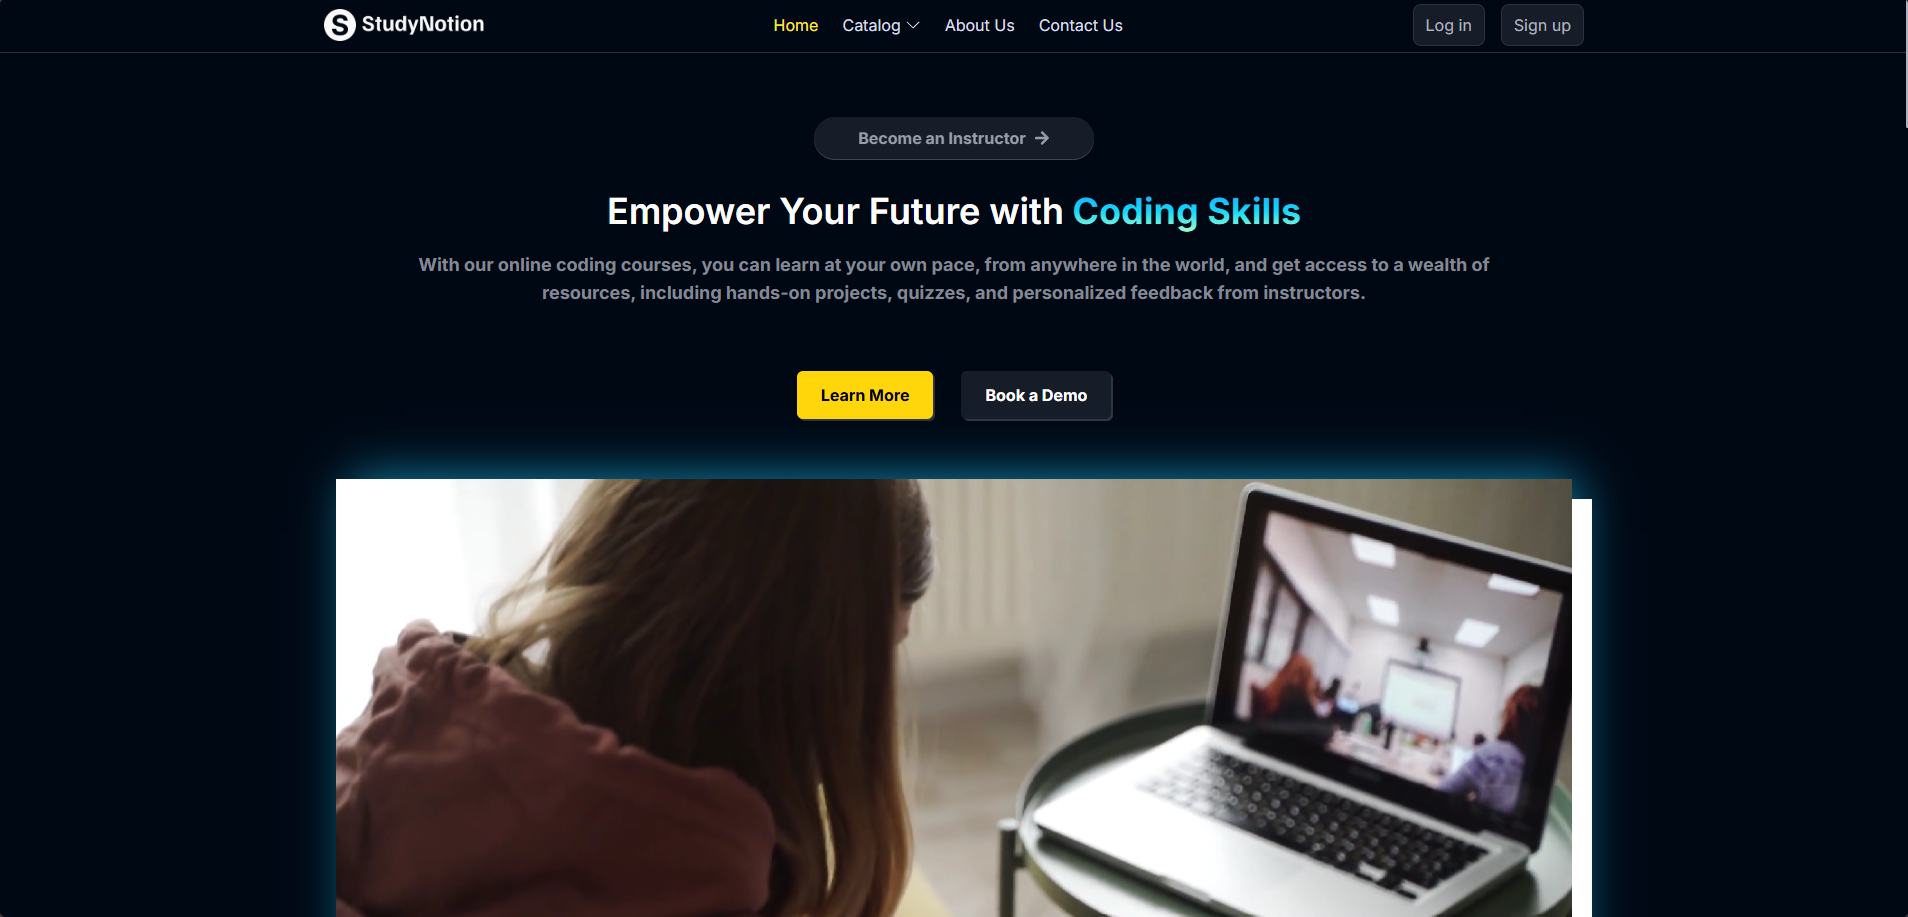 StudyNotion
Home
Catalog
About Us
Contact Us
Log in
Sign up
Become an Instructor
Empower Your Future with Coding Skills
With our online coding courses, you can learn at your own pace, from anywhere in the world, and get access to a wealth of
resources, including hands-on projects, quizzes, and personalized feedback from instructors.
Learn More
Book a Demo